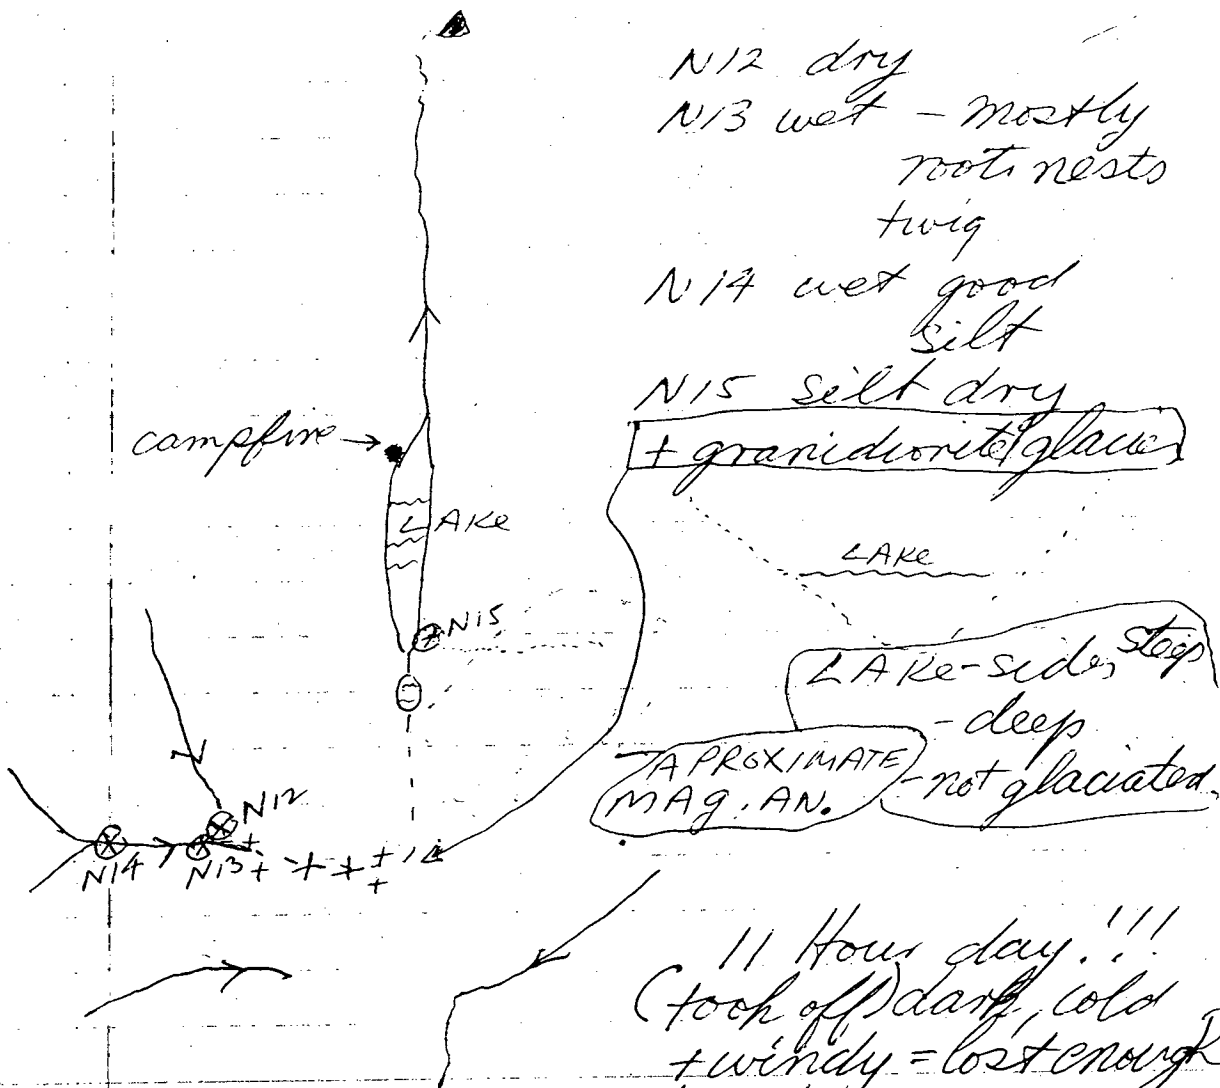 N12 dry
N13 wet - mostly
root nests
twig
N14 wet good
silt
N15 silt dry
+ granidiorite glacier
campfire →
LAKE
LAKE
N15
LAKE-sides steep
- deep
- not glaciated.
APROXIMATE
MAG. AN.
N12
N14
N13
11 Hour day!!!
(took off) dark, cold
+ windy = lost enough